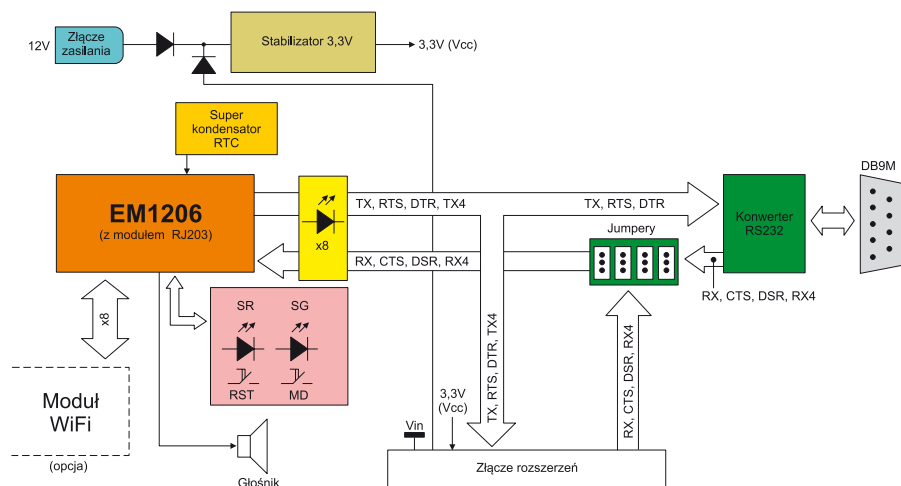 12V
Złącze
zasilania
Stabilizator 3,3V
3,3V (Vcc)
Super
kondensator
RTC
DB9M
EM1206
(z modułem RJ203)
x8
TX, RTS, DTR, TX4
TX, RTS, DTR
Konwerter
RS232
Jumpery
RX, CTS, DSR, RX4
RX, CTS, DSR, RX4
x8
SR
SG
RST
MD
TX, RTS, DTR, TX4
RX, CTS, DSR, RX4
Moduł
WiFi
(opcja)
3,3V
(Vcc)
Vin
Głośnik
Złącze rozszerzeń